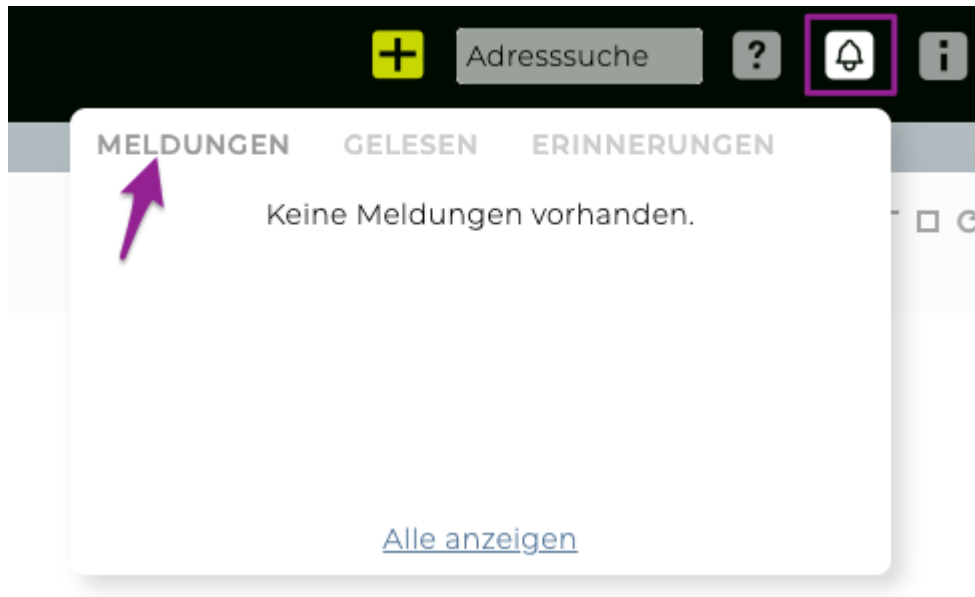 Adresssuche ? i
MELDUNGEN GELESEN ERINNERUNGEN
Keine Meldungen vorhanden.
Alle anzeigen